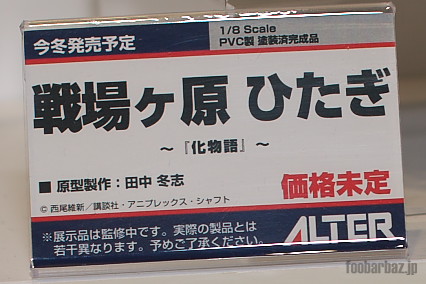 今冬発売予定
1/8 Scale
PVC製 塗装済完成品
戦場ヶ原 ひたぎ
～『化物語』～
■ 原型製作：田中 冬志
価格未定
© 西尾維新／講談社・アニプレックス・シャフト
※展示品は監修中です。実際の製品とは
若干異なります。予めご了承ください。
ALTER
foobarbaz.jp